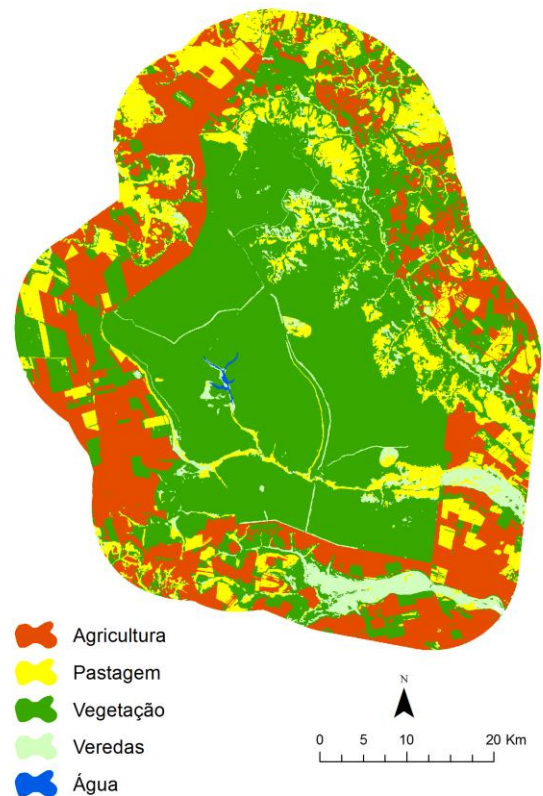 Agricultura
Pastagem
Vegetação
Veredas
Água
N
0 5 10 20 Km